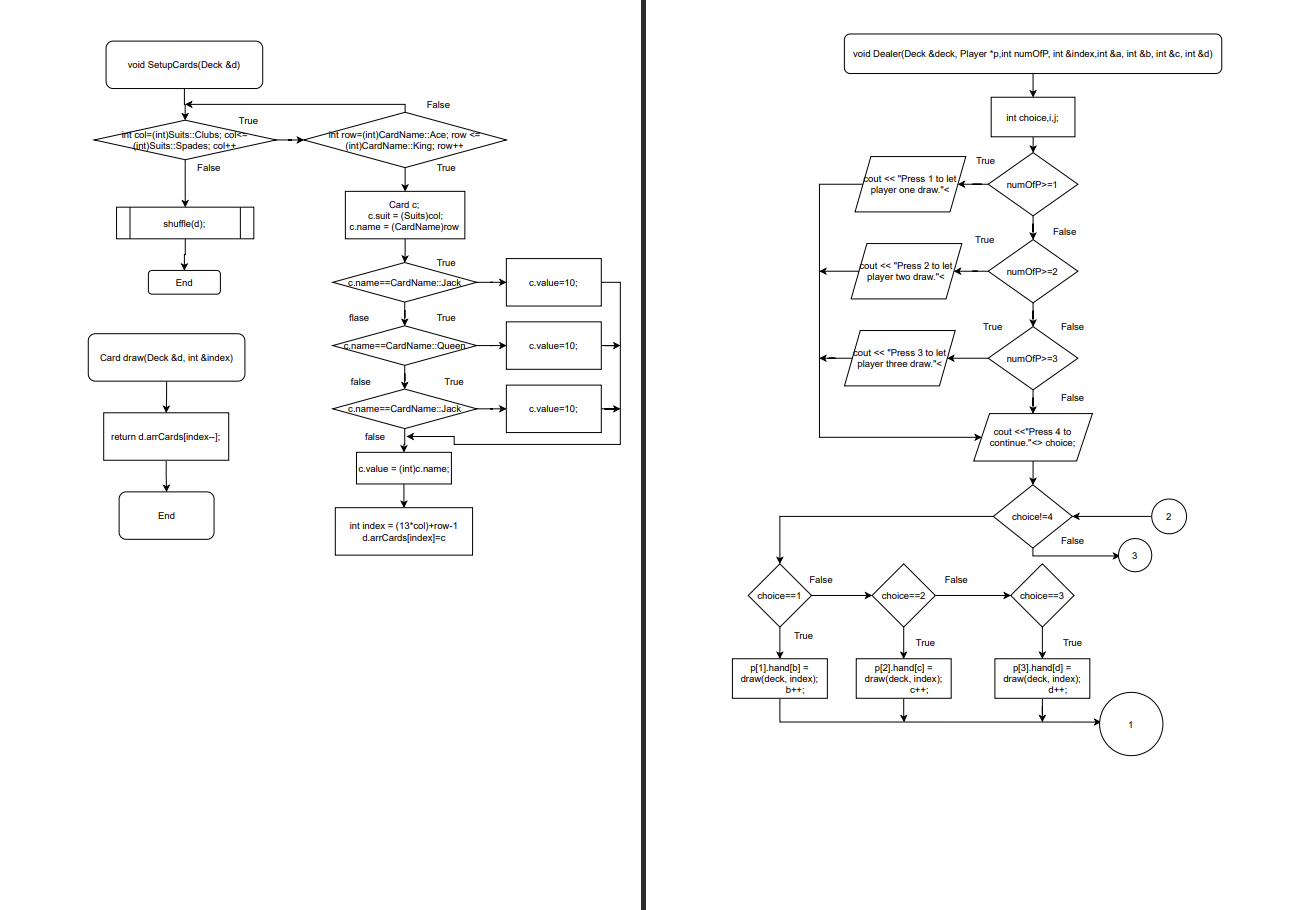 void SetupCards(Deck &d)
False
True
int col=(int)Suits::Clubs; col<=
(int)Suits::Spades; col++
int row=(int)CardName::Ace; row <=
(int)CardName::King; row++
False
True
shuffle(d);
End
Card c;
c.suit = (Suits)col;
c.name = (CardName)row
True
c.name==CardName::Jack
c.value=10;
flase
True
c.name==CardName::Queen
c.value=10;
false
True
c.name==CardName::Jack
c.value=10;
false
c.value = (int)c.name;
int index = (13*col)+row-1
d.arrCards[index]=c
Card draw(Deck &d, int &index)
return d.arrCards[index--];
End
void Dealer(Deck &deck, Player *p,int numOfP, int &index,int &a, int &b, int &c, int &d)
int choice,i,j;
True
cout << "Press 1 to let
player one draw."<
numOfP>=1
False
True
cout << "Press 2 to let
player two draw."<
numOfP>=2
True
False
cout << "Press 3 to let
player three draw."<
numOfP>=3
False
cout <<"Press 4 to
continue."<> choice;
choice!=4
2
False
3
choice==1
False
choice==2
False
choice==3
True
True
True
p[1].hand[b] =
draw(deck, index);
b++;
p[2].hand[c] =
draw(deck, index);
c++;
p[3].hand[d] =
draw(deck, index);
d++;
1